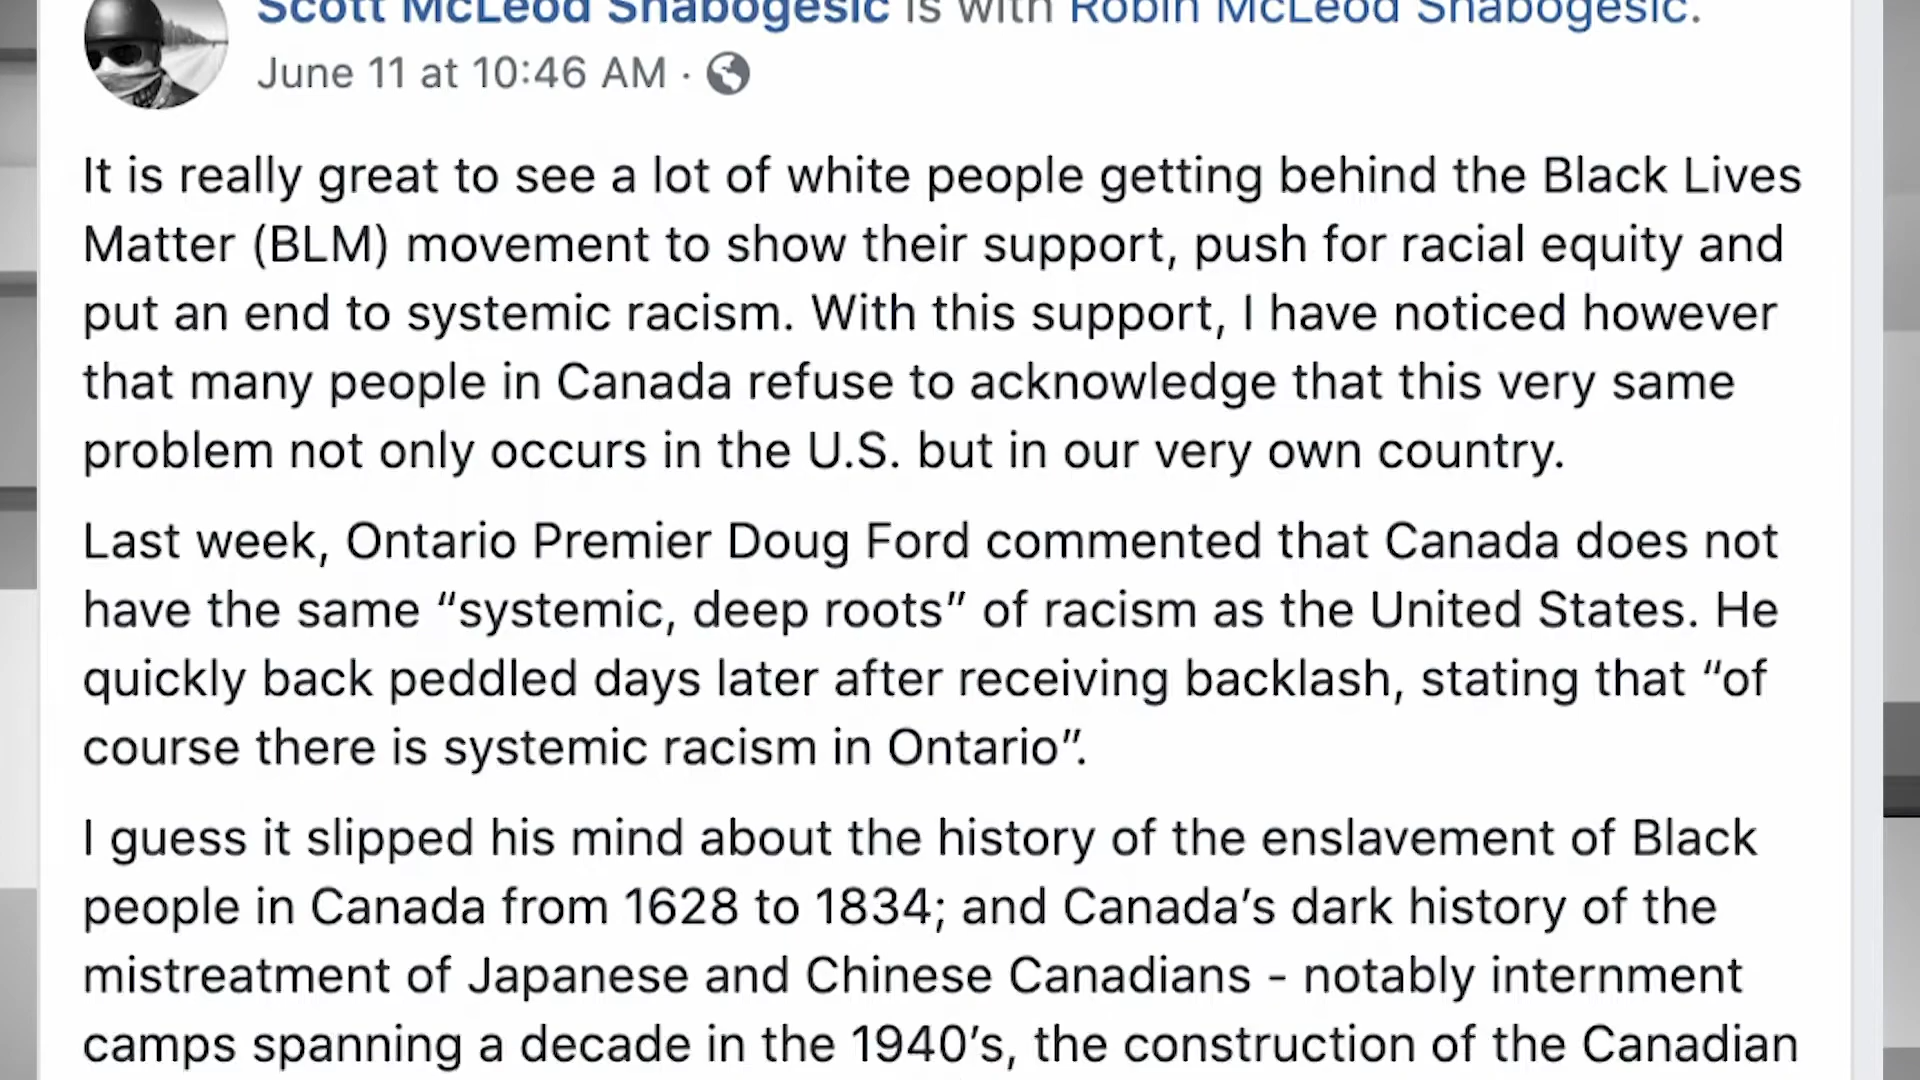 Scott McLeod Shabogesic is with Robin McLeod Shabogesic.
June 11 at 10:46 AM ·
It is really great to see a lot of white people getting behind the Black Lives
Matter (BLM) movement to show their support, push for racial equity and
put an end to systemic racism. With this support, I have noticed however
that many people in Canada refuse to acknowledge that this very same
problem not only occurs in the U.S. but in our very own country.
Last week, Ontario Premier Doug Ford commented that Canada does not
have the same “systemic, deep roots” of racism as the United States. He
quickly back peddled days later after receiving backlash, stating that “of
course there is systemic racism in Ontario”.
I guess it slipped his mind about the history of the enslavement of Black
people in Canada from 1628 to 1834; and Canada’s dark history of the
mistreatment of Japanese and Chinese Canadians - notably internment
camps spanning a decade in the 1940’s, the construction of the Canadian